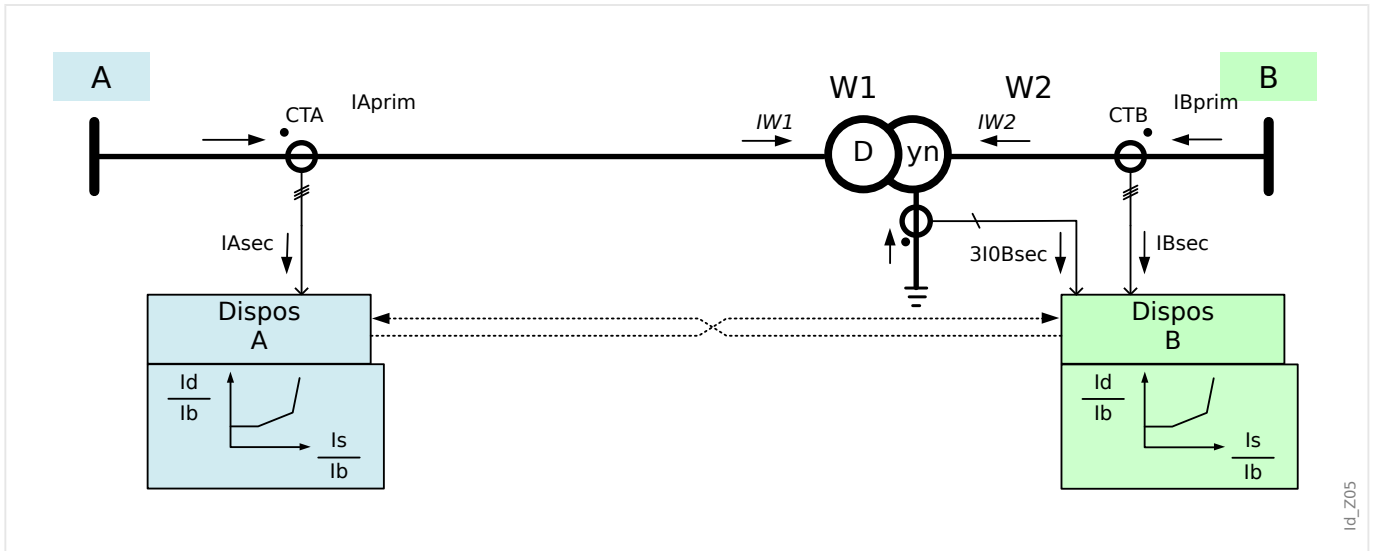 A
B
W1
W2
CTA
IAprim
IW1
IW2
CTB
IBprim
D
yn
IAsec
3I0Bsec
IBsec
Dispos
A
Dispos
B
Id
Ib
Is
Ib
Id
Ib
Is
Ib
Id_Z05